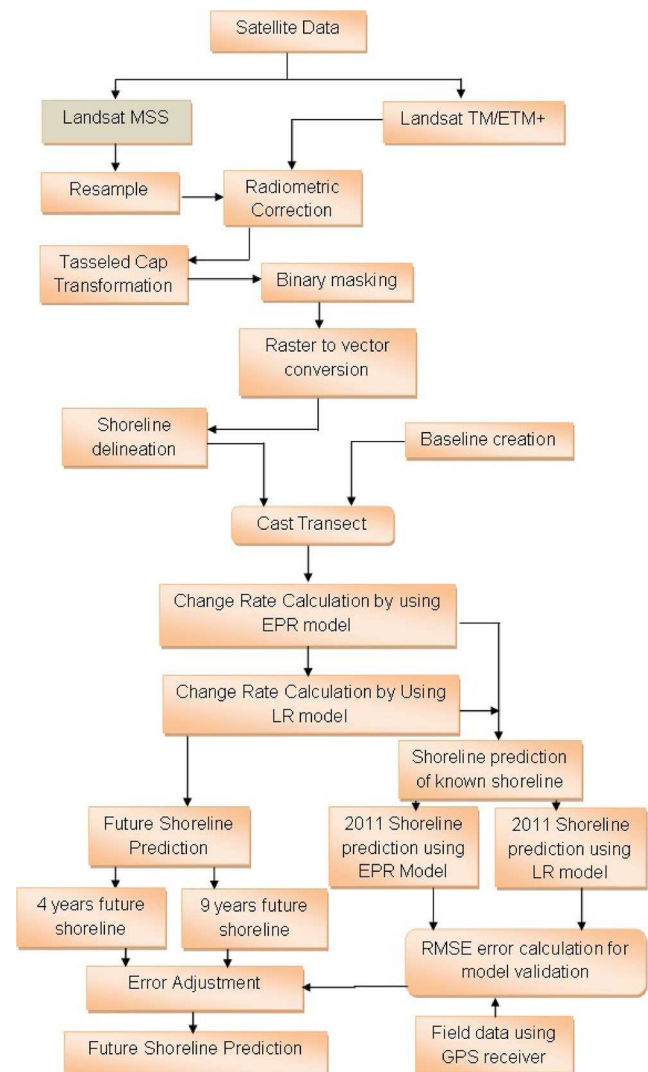 Satellite Data
Landsat MSS
Landsat TM/ETM+
Resample
Radiometric
Correction
Tasseled Cap
Transformation
Binary masking
Raster to vector
conversion
Shoreline
delineation
Baseline creation
Cast Transect
Change Rate Calculation by using
EPR model
Change Rate Calculation by Using
LR model
Shoreline prediction
of known shoreline
Future Shoreline
Prediction
2011 Shoreline
prediction using
EPR Model
2011 Shoreline
prediction using
LR model
4 years future
shoreline
9 years future
shoreline
RMSE error calculation for
model validation
Error Adjustment
Future Shoreline Prediction
Field data using
GPS receiver